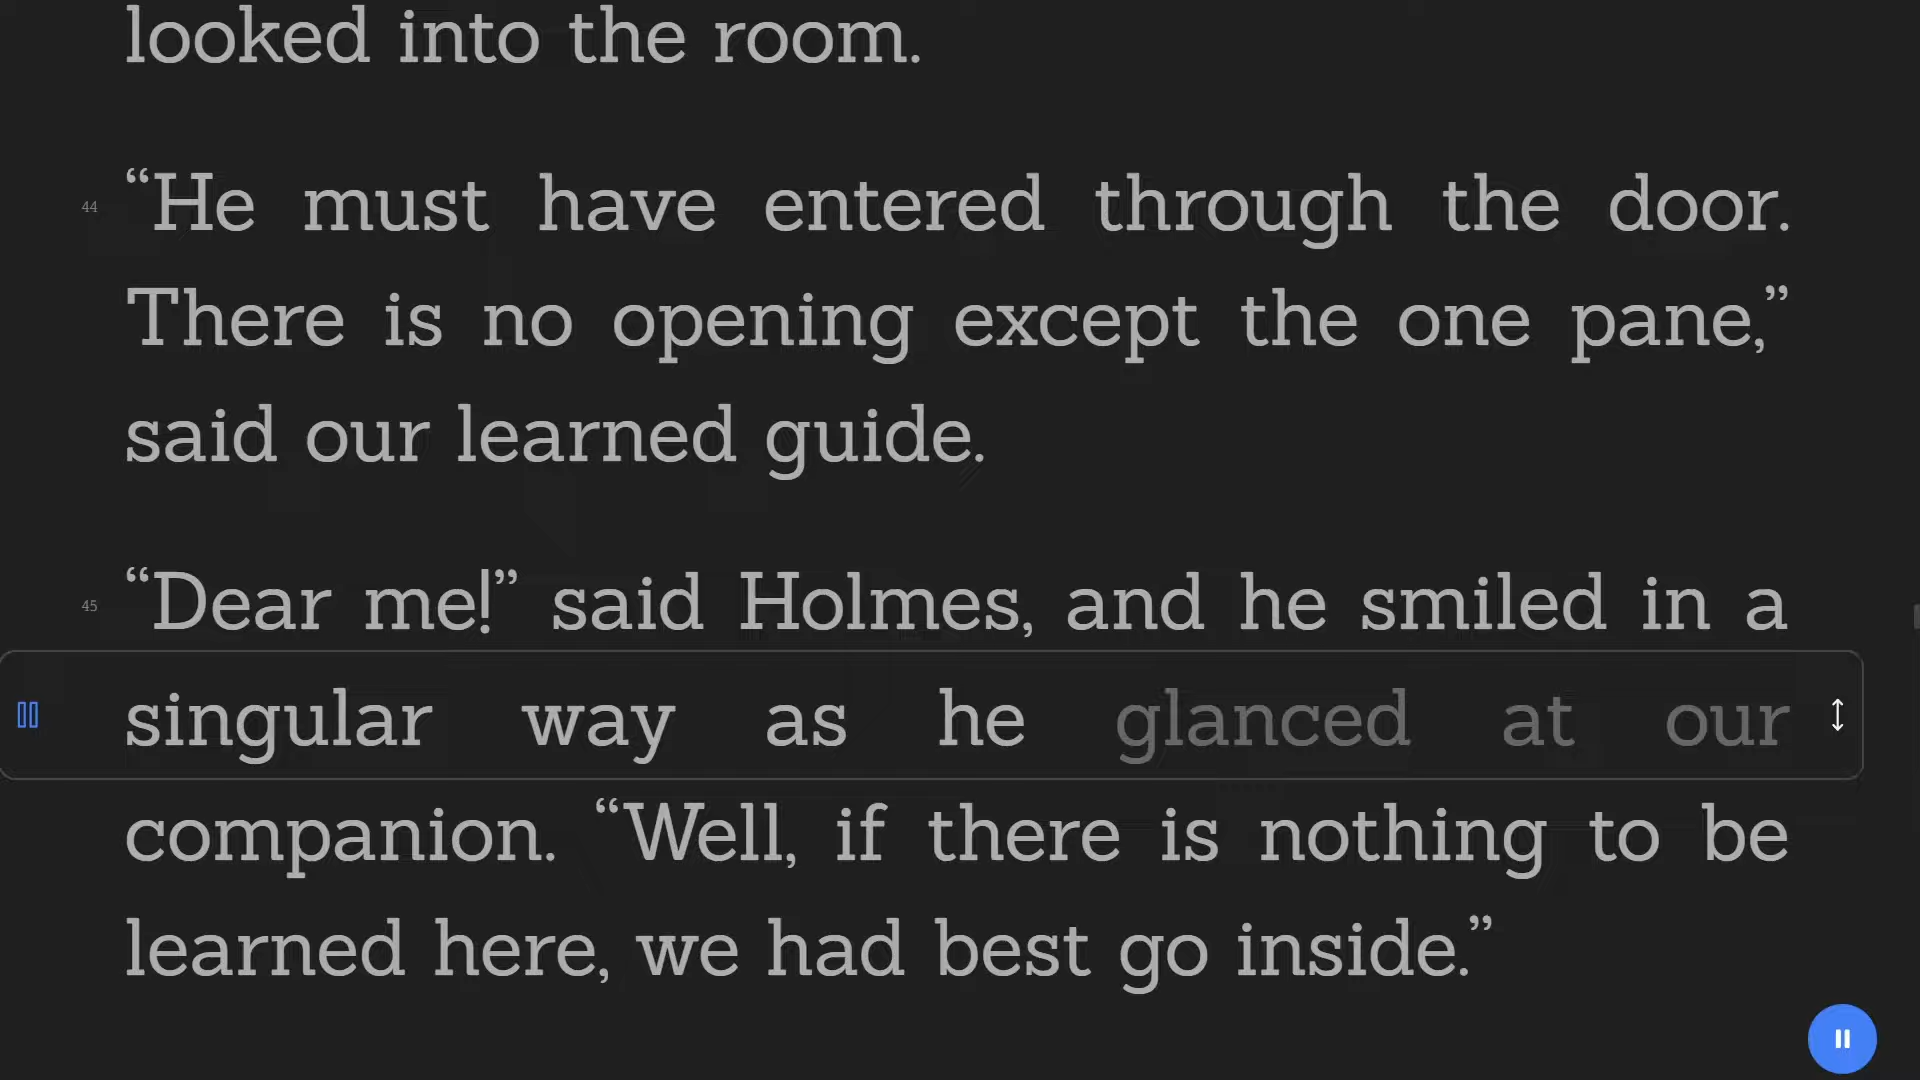 looked into the room.
44
“He must have entered through the door.
There is no opening except the one pane,”
said our learned guide.
45
“Dear me!” said Holmes, and he smiled in a
singular way as he glanced at our
companion. “Well, if there is nothing to be
learned here, we had best go inside.”